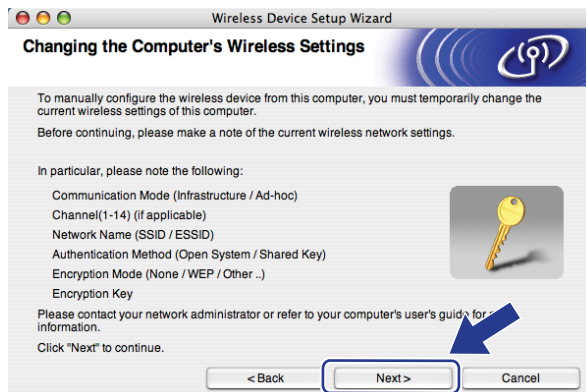 Wireless Device Setup Wizard
Changing the Computer's Wireless Settings
To manually configure the wireless device from this computer, you must temporarily change the
current wireless settings of this computer.
Before continuing, please make a note of the current wireless network settings.
In particular, please note the following:
Communication Mode (Infrastructure / Ad-hoc)
Channel(1-14) (if applicable)
Network Name (SSID / ESSID)
Authentication Method (Open System / Shared Key)
Encryption Mode (None / WEP / Other ..)
Encryption Key
Please contact your network administrator or refer to your computer's user's guide for
information.
Click "Next" to continue.
< Back Next > Cancel